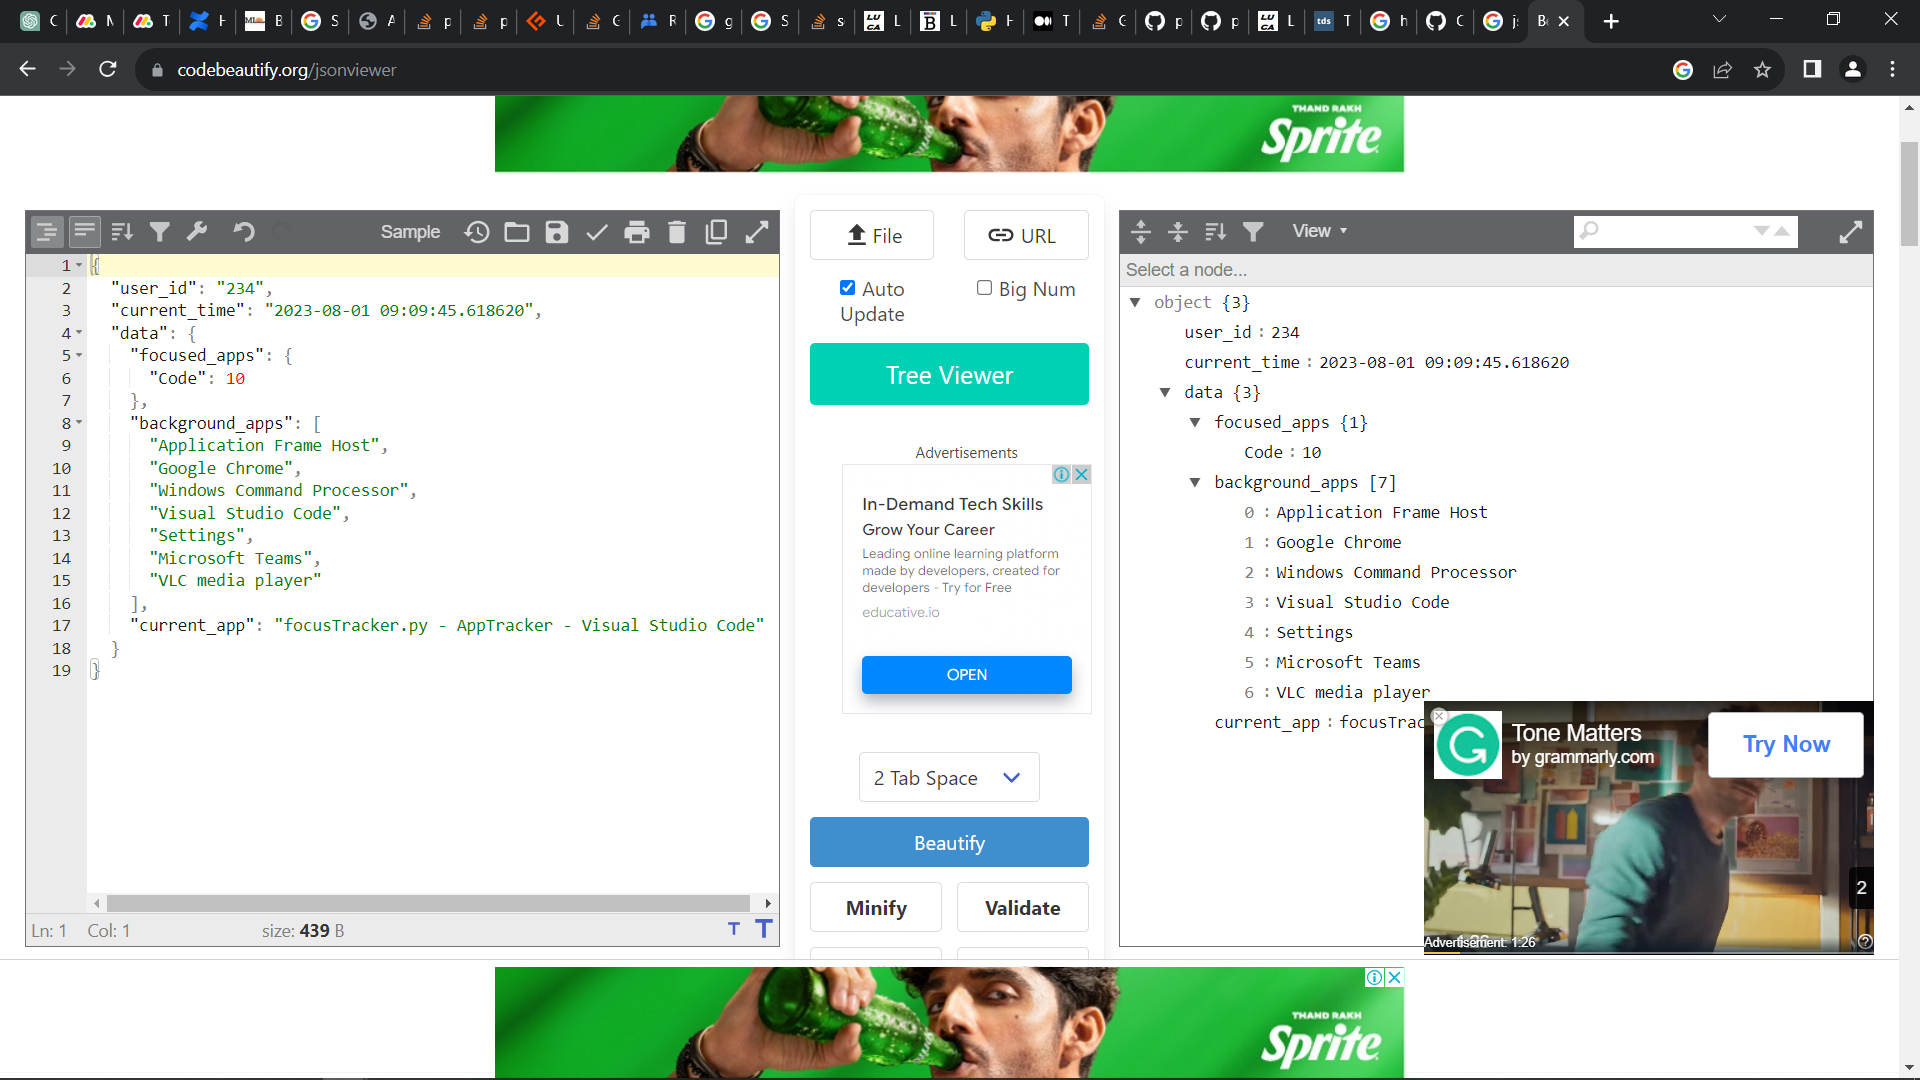 codebeautify.org/jsonviewer
THAND RAKH
Sprite
Sample
1 {
2 "user_id": "234",
3 "current_time": "2023-08-01 09:09:45.618620",
4 "data": {
5 "focused_apps": {
6 "Code": 10
7 },
8 "background_apps": [
9 "Application Frame Host",
10 "Google Chrome",
11 "Windows Command Processor",
12 "Visual Studio Code",
13 "Settings",
14 "Microsoft Teams",
15 "VLC media player"
16 ],
17 "current_app": "focusTracker.py - AppTracker - Visual Studio Code"
18 }
19 }
Ln: 1 Col: 1 size: 439 B
File URL
Auto Update
Big Num
Tree Viewer
Advertisements
In-Demand Tech Skills
Grow Your Career
Leading online learning platform
made by developers, created for
developers - Try for Free
educative.io
OPEN
2 Tab Space
Beautify
Minify Validate
View
Select a node...
object {3}
user_id : 234
current_time : 2023-08-01 09:09:45.618620
data {3}
focused_apps {1}
Code : 10
background_apps [7]
0 : Application Frame Host
1 : Google Chrome
2 : Windows Command Processor
3 : Visual Studio Code
4 : Settings
5 : Microsoft Teams
6 : VLC media player
current_app : focusTrac
Tone Matters
by grammarly.com
Try Now
2
Advertisement: 1:26
THAND RAKH
Sprite